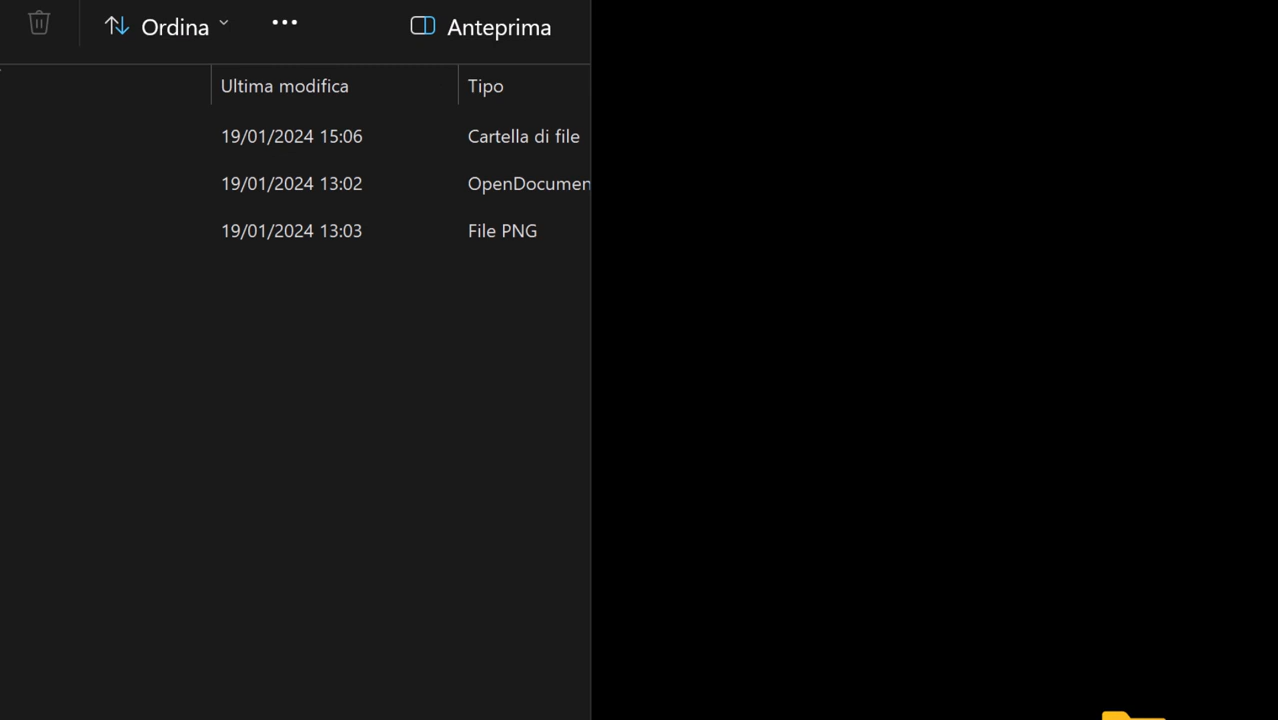 Ordina ... Anteprima
Ultima modifica Tipo
19/01/2024 15:06 Cartella di file
19/01/2024 13:02 OpenDocumen
19/01/2024 13:03 File PNG